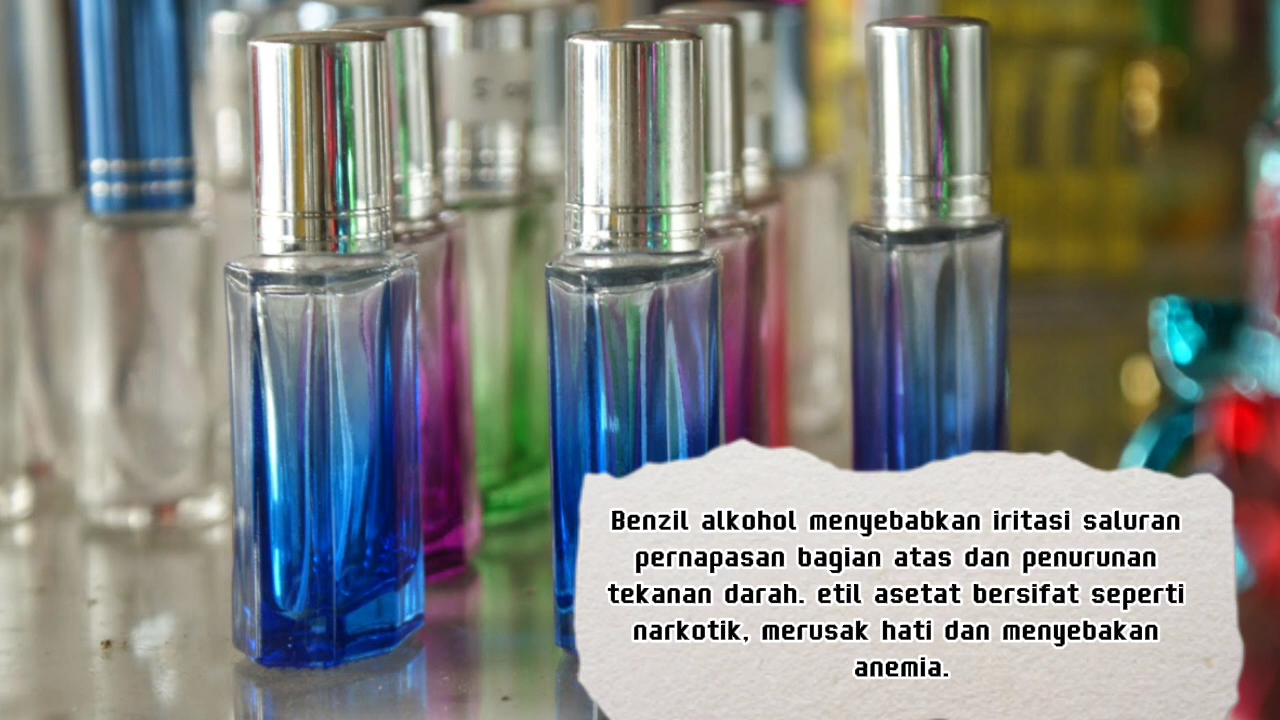 Benzil alkohol menyebabkan iritasi saluran
pernapasan bagian atas dan penurunan
tekanan darah. etil asetat bersifat seperti
narkotik, merusak hati dan menyebakan
anemia.